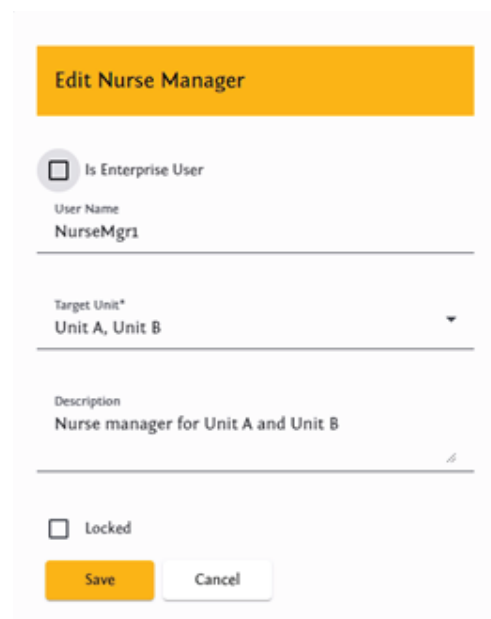 Edit Nurse Manager
Is Enterprise User
User Name
NurseMgr1
Target Unit*
Unit A, Unit B
Description
Nurse manager for Unit A and Unit B
Locked
Save Cancel